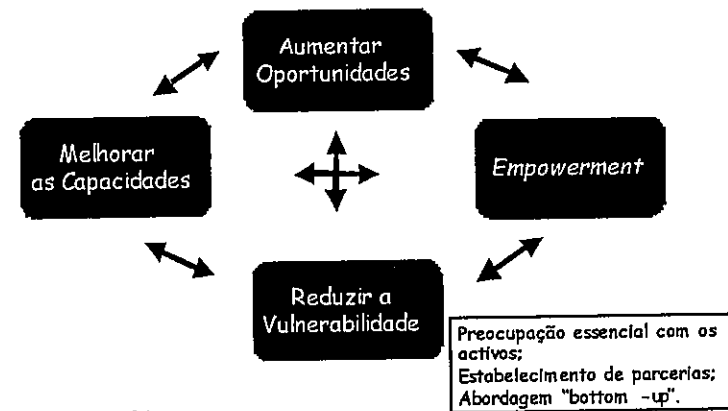 Aumentar
Oportunidades
Melhorar
as Capacidades
Empowerment
Reduzir a
Vulnerabilidade
Preocupação essencial com os
activos;
Estabelecimento de parcerias;
Abordagem "bottom -up".